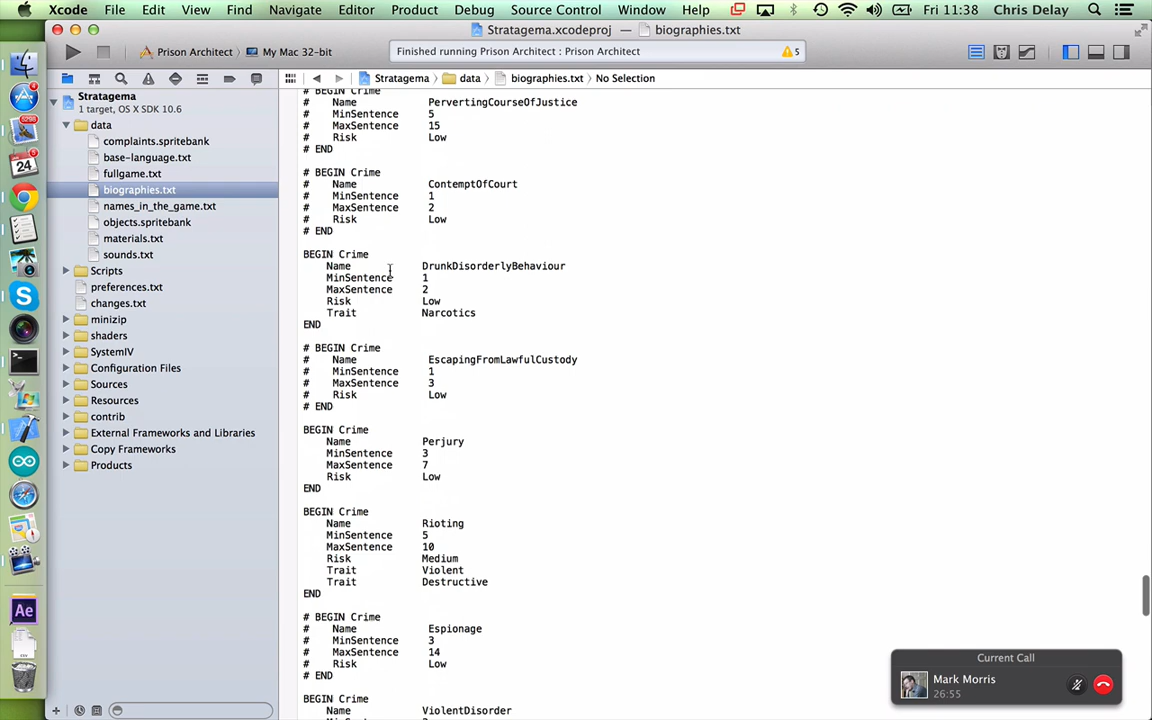 Xcode File Edit View Find Navigate Editor Product Debug Source Control Window Help Fri 11:38 Chris Delay
Stratagema.xcodeproj — biographies.txt
Prison Architect My Mac 32-bit Finished running Prison Architect : Prison Architect 5
Stratagema data biographies.txt No Selection
Stratagema
1 target, OS X SDK 10.6
data
complaints.spritebank
base-language.txt
fullgame.txt
biographies.txt
names_in_the_game.txt
objects.spritebank
materials.txt
sounds.txt
Scripts
preferences.txt
changes.txt
minizip
shaders
SystemIV
Configuration Files
Sources
Resources
contrib
External Frameworks and Libraries
Copy Frameworks
Products
# BEGIN Crime
# Name PervertingCourseOfJustice
# MinSentence 5
# MaxSentence 15
# Risk Low
# END
# BEGIN Crime
# Name ContemptOfCourt
# MinSentence 1
# MaxSentence 2
# Risk Low
# END
BEGIN Crime
Name DrunkDisorderlyBehaviour
MinSentence 1
MaxSentence 2
Risk Low
Trait Narcotics
END
# BEGIN Crime
# Name EscapingFromLawfulCustody
# MinSentence 1
# MaxSentence 3
# Risk Low
# END
BEGIN Crime
Name Perjury
MinSentence 3
MaxSentence 7
Risk Low
END
BEGIN Crime
Name Rioting
MinSentence 5
MaxSentence 10
Risk Medium
Trait Violent
Trait Destructive
END
# BEGIN Crime
# Name Espionage
# MinSentence 3
# MaxSentence 14
# Risk Low
# END
BEGIN Crime
Name ViolentDisorder
Current Call
Mark Morris
26:55
24
Ae